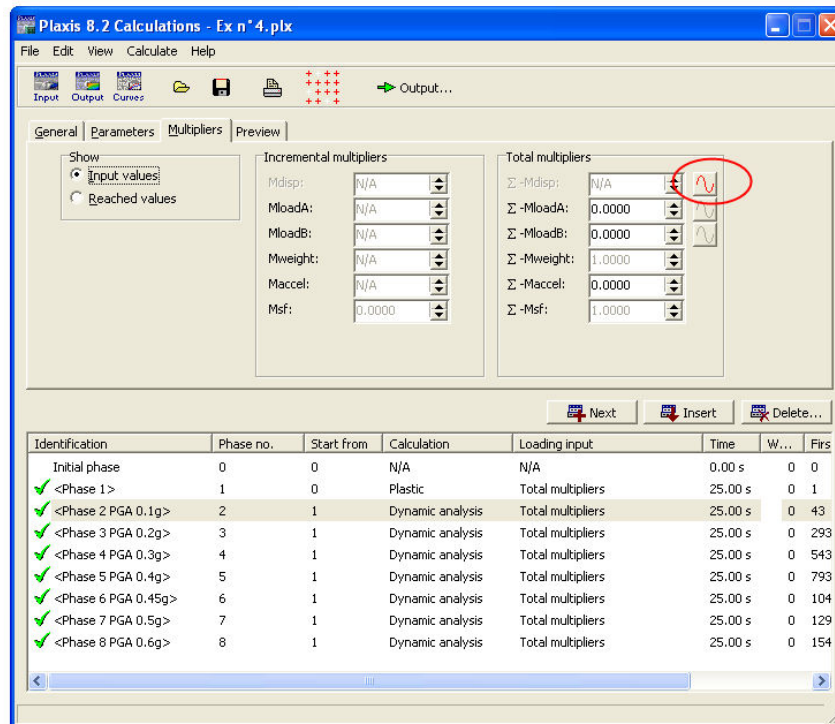 Plaxis 8.2 Calculations - Ex n°4.plx
File Edit View Calculate Help
Input Output Curves Output...
General Parameters Multipliers Preview
Show
Input values
Reached values
Incremental multipliers
Mdisp: N/A
MloadA: N/A
MloadB: N/A
Mweight: N/A
Maccel: N/A
Msf: 0.0000
Total multipliers
Σ -Mdisp: N/A
Σ -MloadA: 0.0000
Σ -MloadB: 0.0000
Σ -Mweight: 1.0000
Σ -Maccel: 0.0000
Σ -Msf: 1.0000
Next Insert Delete...
Identification Phase no. Start from Calculation Loading input Time W... Firs
Initial phase 0 0 N/A N/A 0.00 s 0 0
<Phase 1> 1 0 Plastic Total multipliers 25.00 s 0 1
<Phase 2 PGA 0.1g> 2 1 Dynamic analysis Total multipliers 25.00 s 0 43
<Phase 3 PGA 0.2g> 3 1 Dynamic analysis Total multipliers 25.00 s 0 293
<Phase 4 PGA 0.3g> 4 1 Dynamic analysis Total multipliers 25.00 s 0 543
<Phase 5 PGA 0.4g> 5 1 Dynamic analysis Total multipliers 25.00 s 0 793
<Phase 6 PGA 0.45g> 6 1 Dynamic analysis Total multipliers 25.00 s 0 104
<Phase 7 PGA 0.5g> 7 1 Dynamic analysis Total multipliers 25.00 s 0 129
<Phase 8 PGA 0.6g> 8 1 Dynamic analysis Total multipliers 25.00 s 0 154